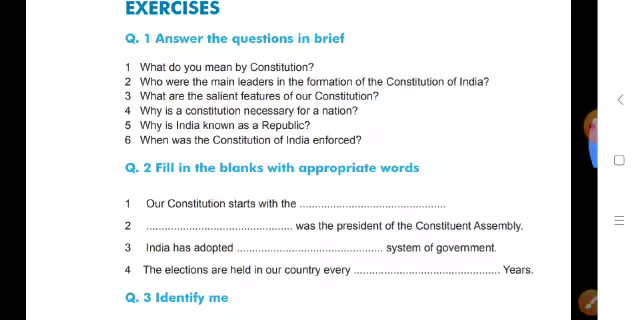 EXERCISES
Q. 1 Answer the questions in brief
1 What do you mean by Constitution?
2 Who were the main leaders in the formation of the Constitution of India?
3 What are the salient features of our Constitution?
4 Why is a constitution necessary for a nation?
5 Why is India known as a Republic?
6 When was the Constitution of India enforced?
Q. 2 Fill in the blanks with appropriate words
1 Our Constitution starts with the ................................................
2 ................................................ was the president of the Constituent Assembly.
3 India has adopted ................................................ system of government.
4 The elections are held in our country every ................................................ Years.
Q. 3 Identify me